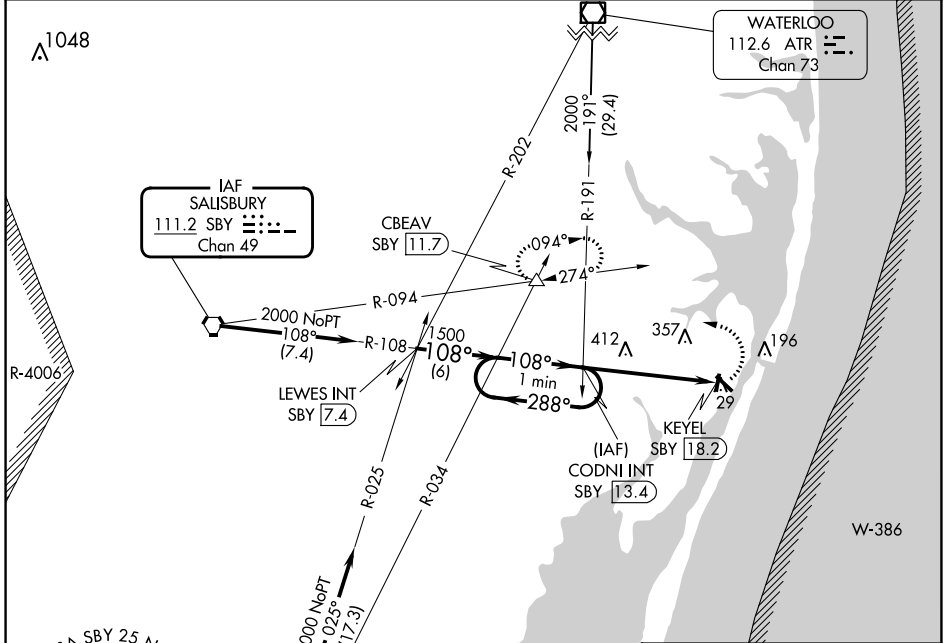 1048
WATERLOO
112.6 ATR
Chan 73
2000
191°
(29.4)
R-202
R-191
IAF
SALISBURY
111.2 SBY
Chan 49
CBEAV
SBY 11.7
094°
274°
R-094
2000 NoPT
108°
(7.4)
R-108
1500
108°
(6)
108°
1 min
288°
412
357
196
R-4006
LEWES INT
SBY 7.4
29
KEYEL
SBY 18.2
(IAF)
CODNI INT
SBY 13.4
R-025
R-034
W-386
000 NoPT
025°
(17.3)
SBY 25 N